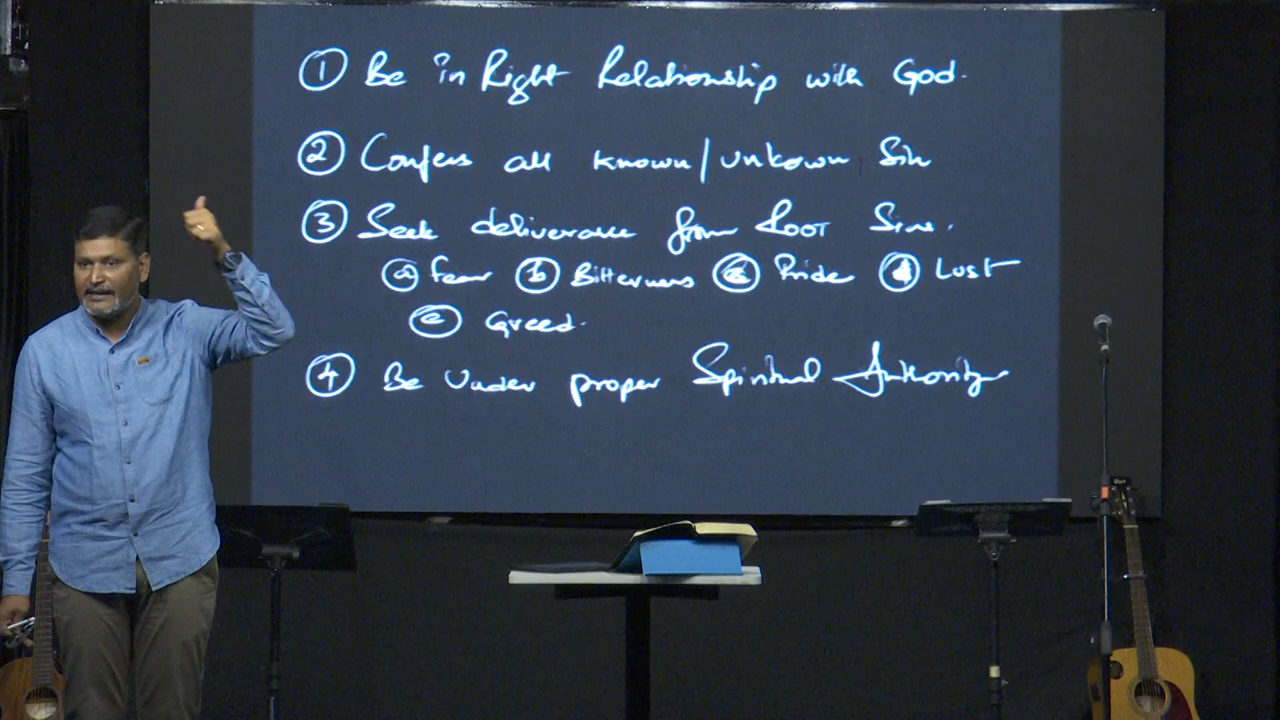 ① Be in Right Relationship with God.
② Confess all known/unkown Sin
③ Seek deliverance from ROOT Sins.
ⓐ fear ⓑ Bitterness ⓒ Pride ⓓ Lust
ⓔ Greed.
④ Be Under proper Spiritual Authority